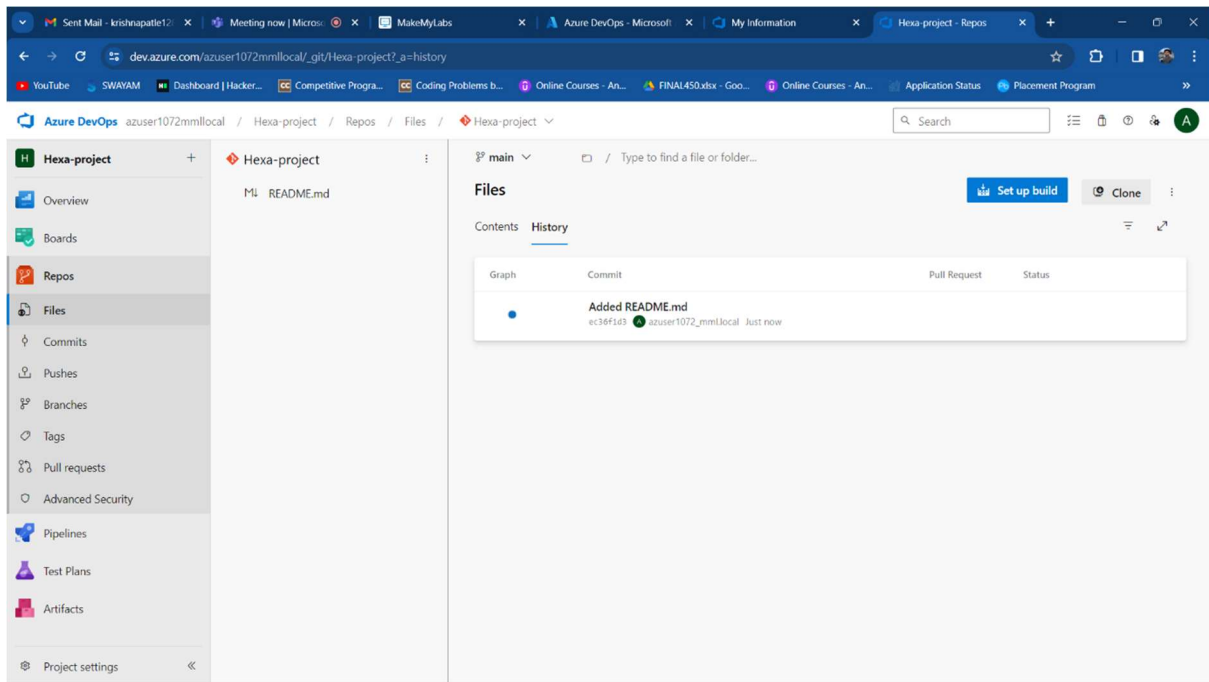 Sent Mail - krishnapatle12
Meeting now | Microso
MakeMyLabs
Azure DevOps - Microsoft
My Information
Hexa-project - Repos
dev.azure.com/azuser1072mmllocal/_git/Hexa-project?_a=history
YouTube
SWAYAM
Dashboard | Hacker...
Competitive Progra...
Coding Problems b...
Online Courses - An...
FINAL450.xlsx - Goo...
Online Courses - An...
Application Status
Placement Program
Azure DevOps azuser1072mmllocal / Hexa-project / Repos / Files / Hexa-project
Search
A
H Hexa-project
Overview
Boards
Repos
Files
Commits
Pushes
Branches
Tags
Pull requests
Advanced Security
Pipelines
Test Plans
Artifacts
Project settings
Hexa-project
M↓ README.md
main / Type to find a file or folder...
Files
Set up build
Clone
Contents History
Graph Commit Pull Request Status
Added README.md
ec36f1d3 A azuser1072_mml.local Just now